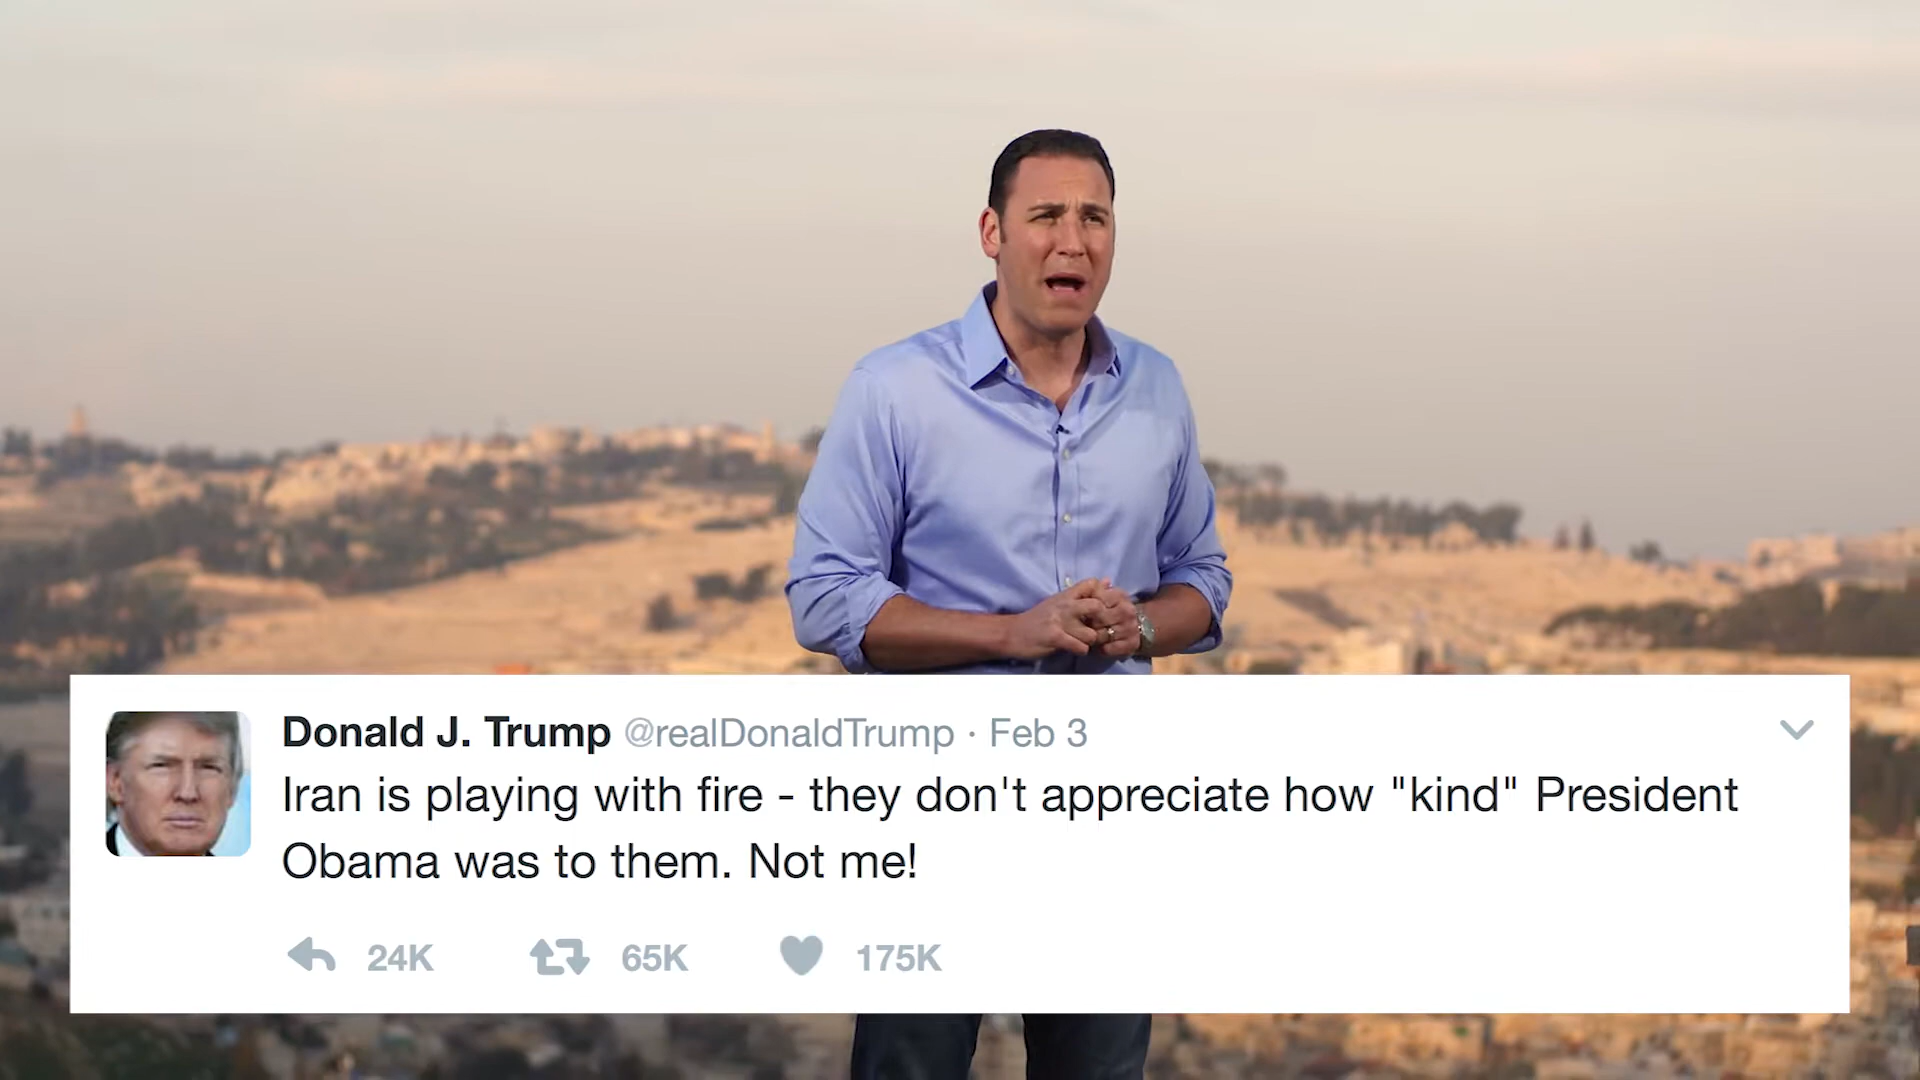 Donald J. Trump @realDonaldTrump · Feb 3
Iran is playing with fire - they don't appreciate how "kind" President
Obama was to them. Not me!
24K 65K 175K